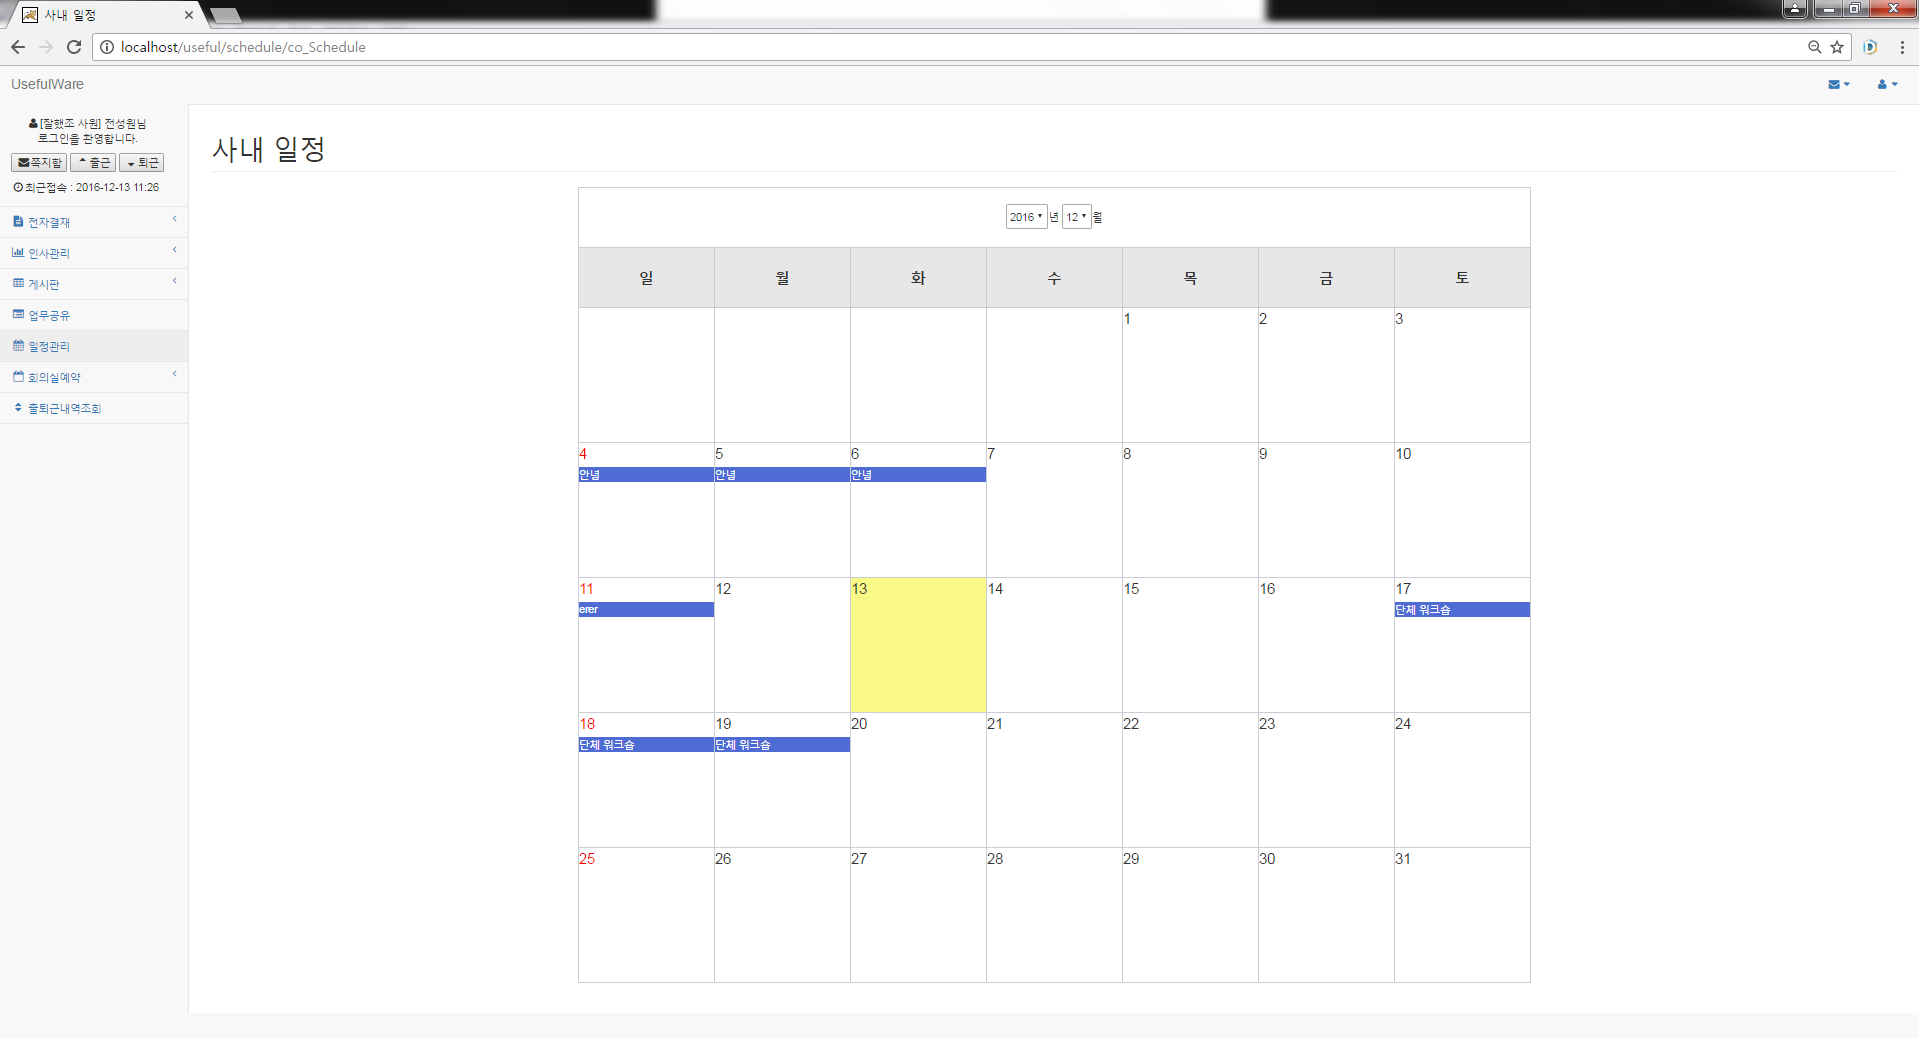 사내 일정
localhost/useful/schedule/co_Schedule
UsefulWare
[잘했조 사원] 전성원님
로그인을 환영합니다.
쪽지함 출근 퇴근
최근접속 : 2016-12-13 11:26
전자결재
인사관리
게시판
업무공유
일정관리
회의실예약
출퇴근내역조회
사내 일정
2016 년 12 월
일 월 화 수 목 금 토
1 2 3
4 5 6 7 8 9 10
안녕 안녕 안녕
11 12 13 14 15 16 17
erer 단체 워크숍
18 19 20 21 22 23 24
단체 워크숍 단체 워크숍
25 26 27 28 29 30 31